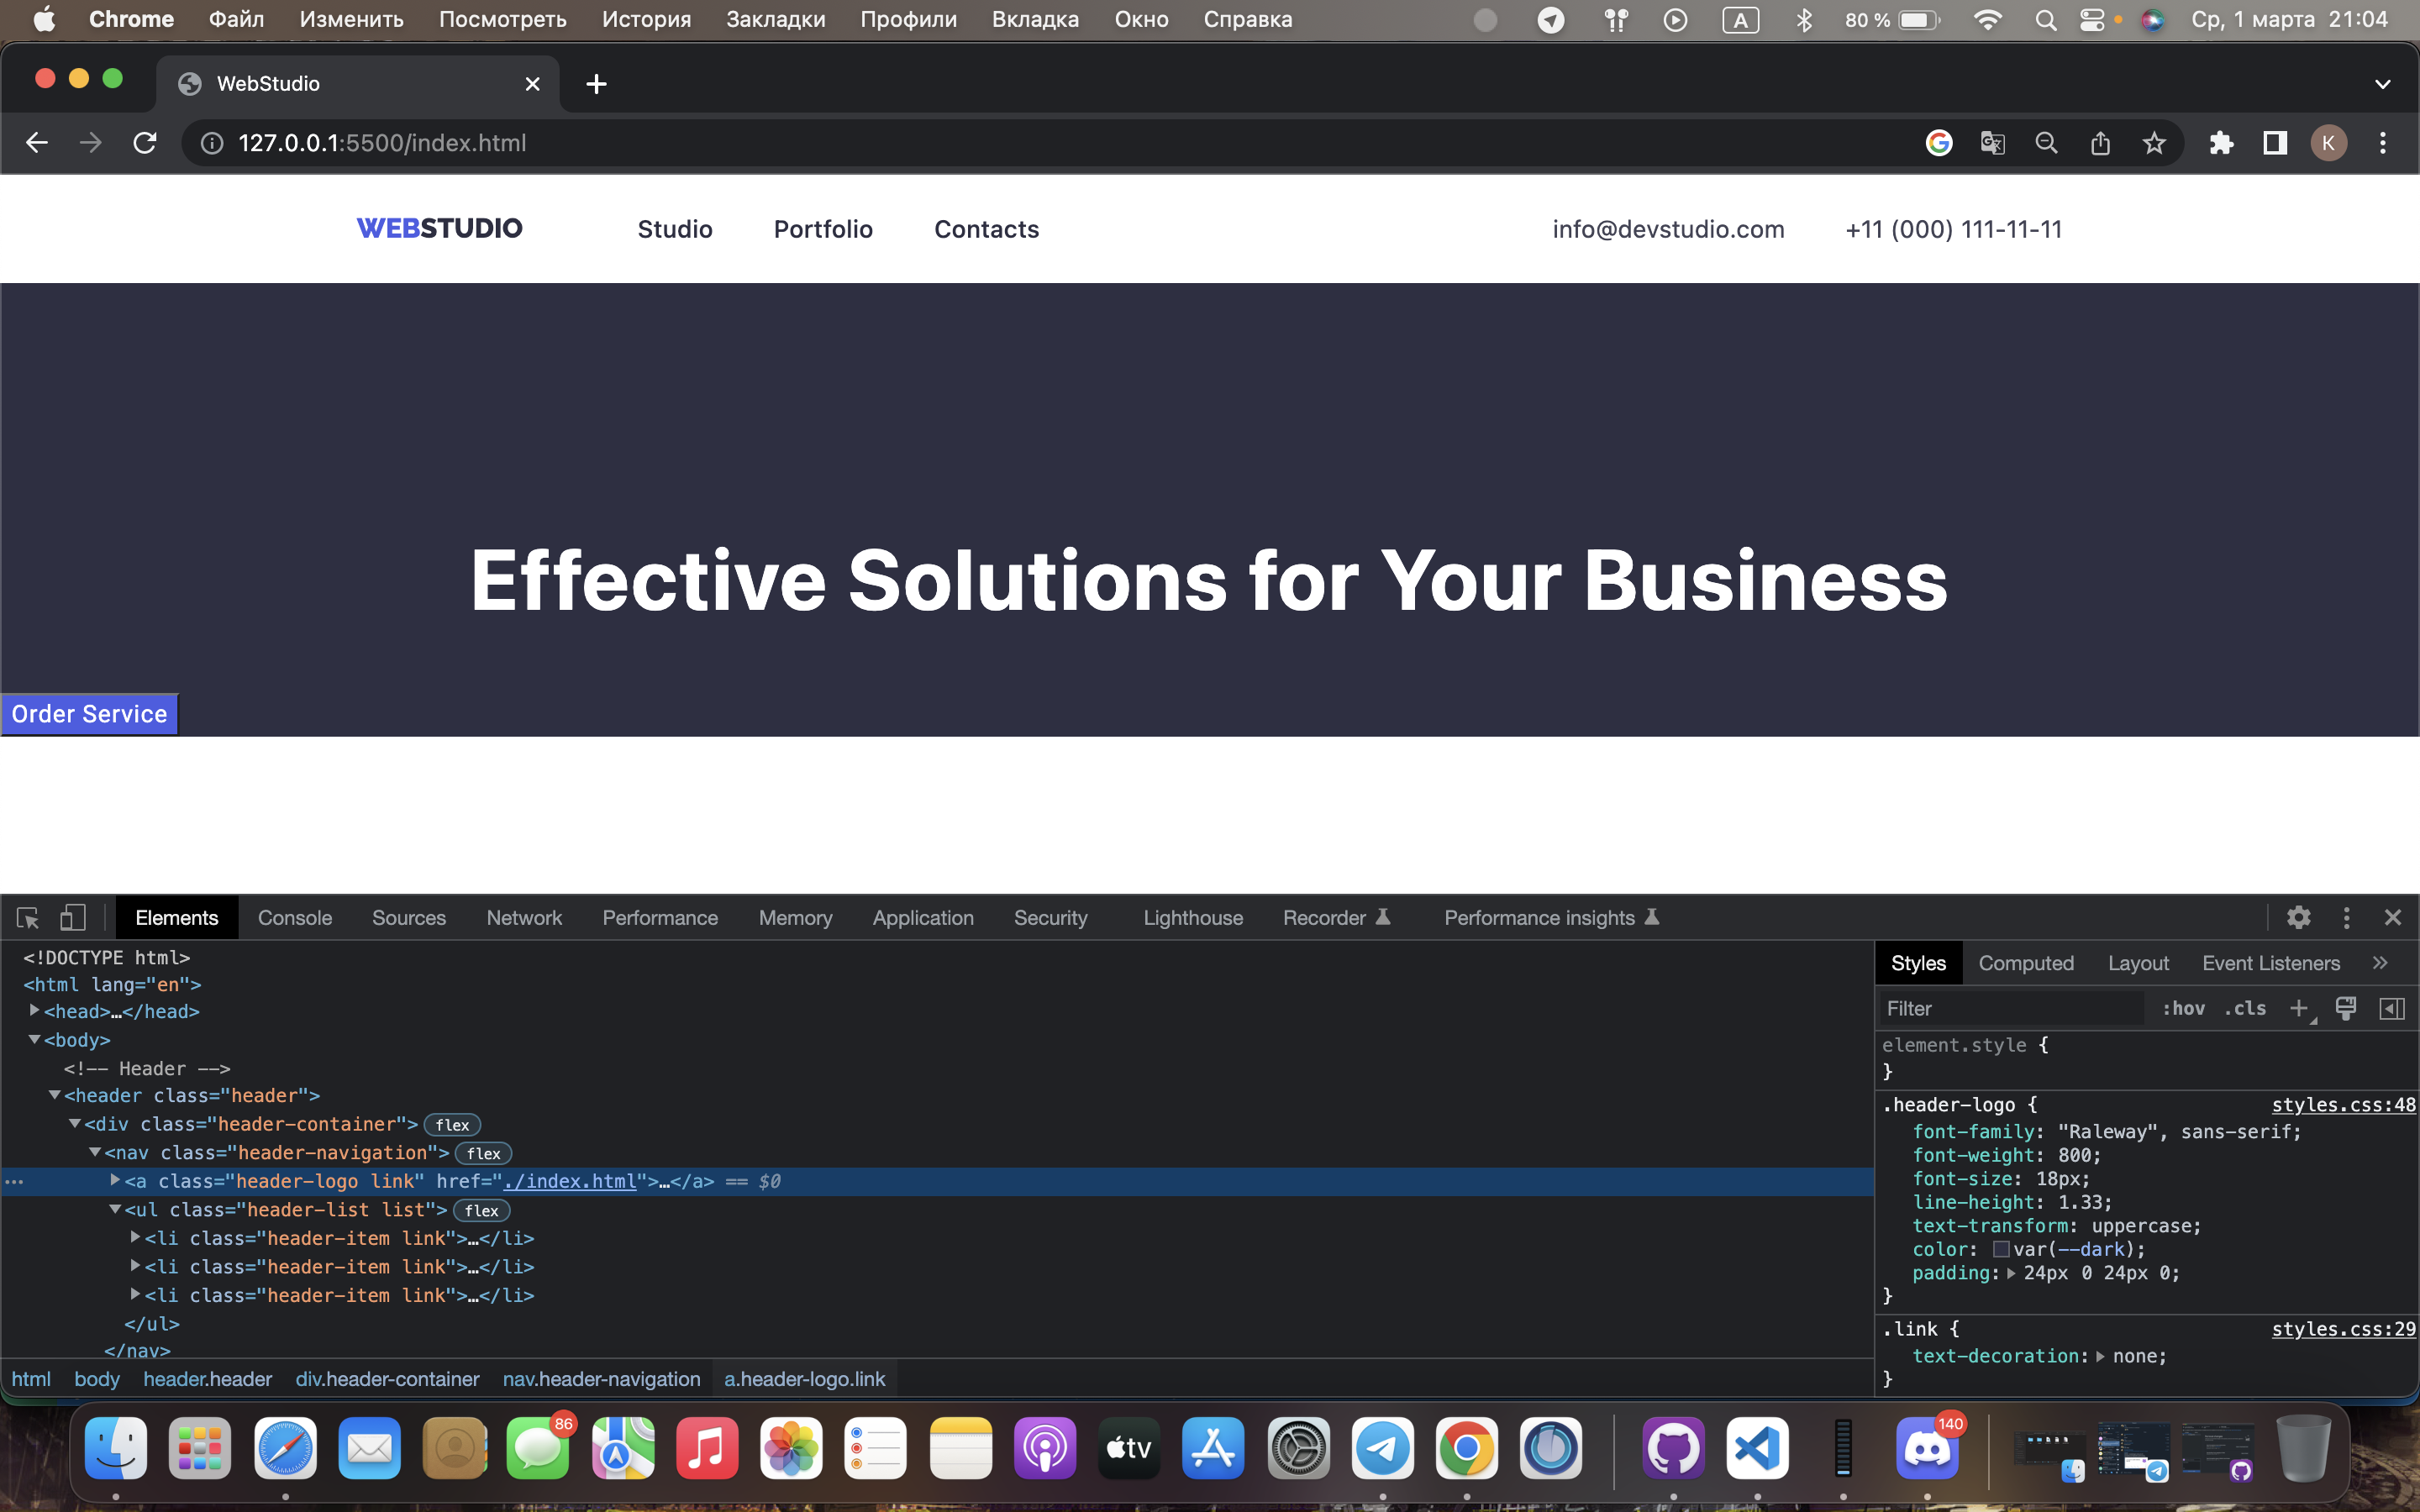 Chrome Файл Изменить Посмотреть История Закладки Профили Вкладка Окно Справка A 80 % Ср, 1 марта 21:04
WebStudio
127.0.0.1:5500/index.html K
WEBSTUDIO Studio Portfolio Contacts info@devstudio.com +11 (000) 111-11-11
Effective Solutions for Your Business
Order Service
Elements Console Sources Network Performance Memory Application Security Lighthouse Recorder Performance insights
<!DOCTYPE html>
<html lang="en">
<head>…</head>
<body>
<!-- Header -->
<header class="header">
<div class="header-container"> flex
<nav class="header-navigation"> flex
<a class="header-logo link" href="./index.html">…</a> == $0
<ul class="header-list list"> flex
<li class="header-item link">…</li>
<li class="header-item link">…</li>
<li class="header-item link">…</li>
</ul>
</nav>
html body header.header div.header-container nav.header-navigation a.header-logo.link
Styles Computed Layout Event Listeners
Filter :hov .cls
element.style {
}
.header-logo { styles.css:48
font-family: "Raleway", sans-serif;
font-weight: 800;
font-size: 18px;
line-height: 1.33;
text-transform: uppercase;
color: var(--dark);
padding: 24px 0 24px 0;
}
.link { styles.css:29
text-decoration: none;
}
86 tv 140